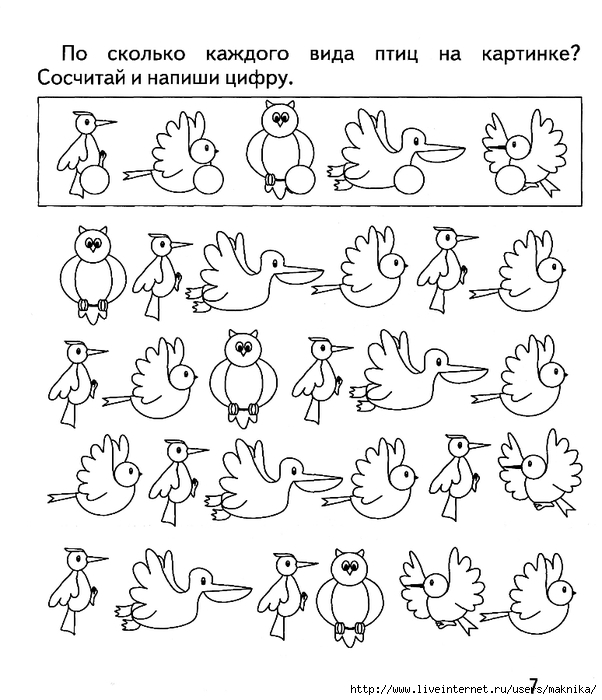 По сколько каждого вида птиц на картинке?
Сосчитай и напиши цифру.
7
http://www.liveinternet.ru/users/maknika/